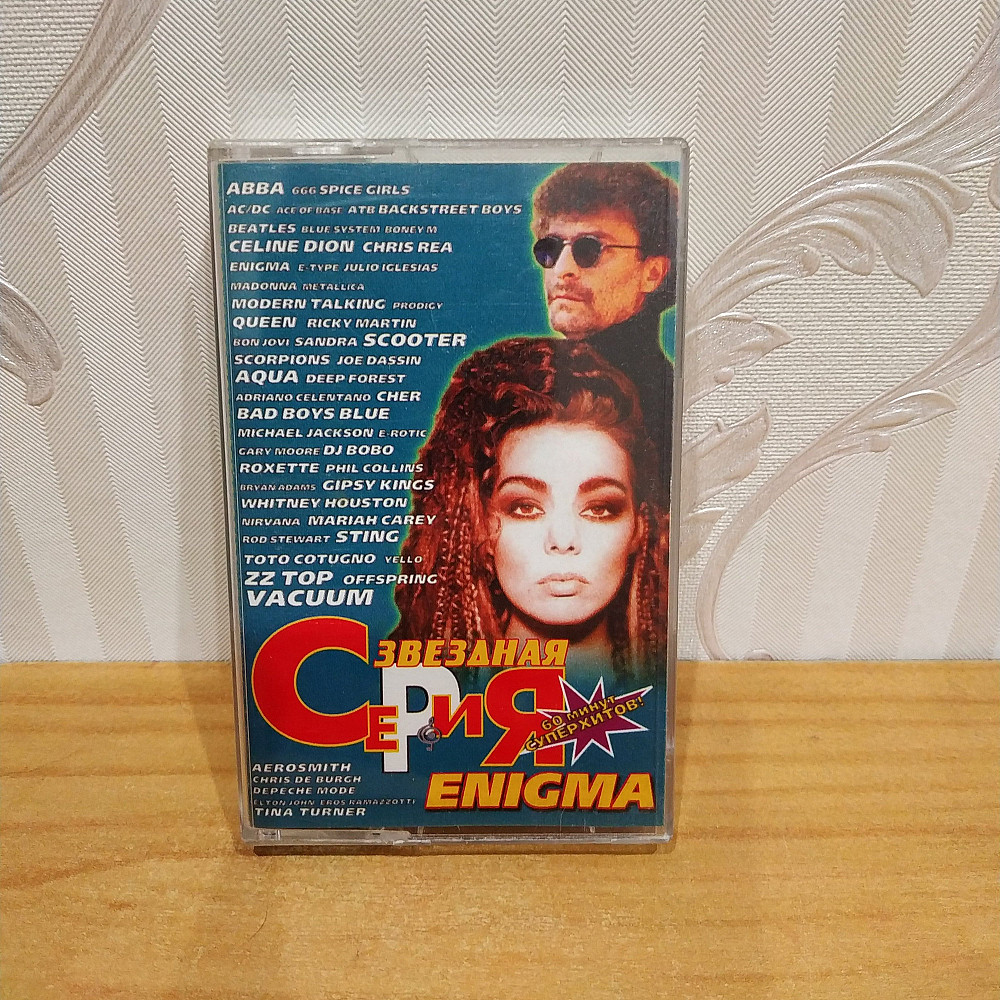 ABBA 666 SPICE GIRLS
AC/DC ACE OF BASE ATB BACKSTREET BOYS
BEATLES BLUE SYSTEM BONEY M
CELINE DION CHRIS REA
ENIGMA E-TYPE JULIO IGLESIAS
MADONNA METALLICA
MODERN TALKING PRODIGY
QUEEN RICKY MARTIN
BON JOVI SANDRA SCOOTER
SCORPIONS JOE DASSIN
AQUA DEEP FOREST
ADRIANO CELENTANO CHER
BAD BOYS BLUE
MICHAEL JACKSON E-ROTIC
GARY MOORE DJ BOBO
ROXETTE PHIL COLLINS
BRYAN ADAMS GIPSY KINGS
WHITNEY HOUSTON
NIRVANA MARIAH CAREY
ROD STEWART STING
TOTO COTUGNO YELLO
ZZ TOP OFFSPRING
VACUUM
ЗВЕЗДНАЯ
СЕРИЯ
60 МИНУТ
СУПЕРХИТОВ!
ENIGMA
AEROSMITH
CHRIS DE BURGH
DEPECHE MODE
ELTON JOHN EROS RAMAZZOTTI
TINA TURNER